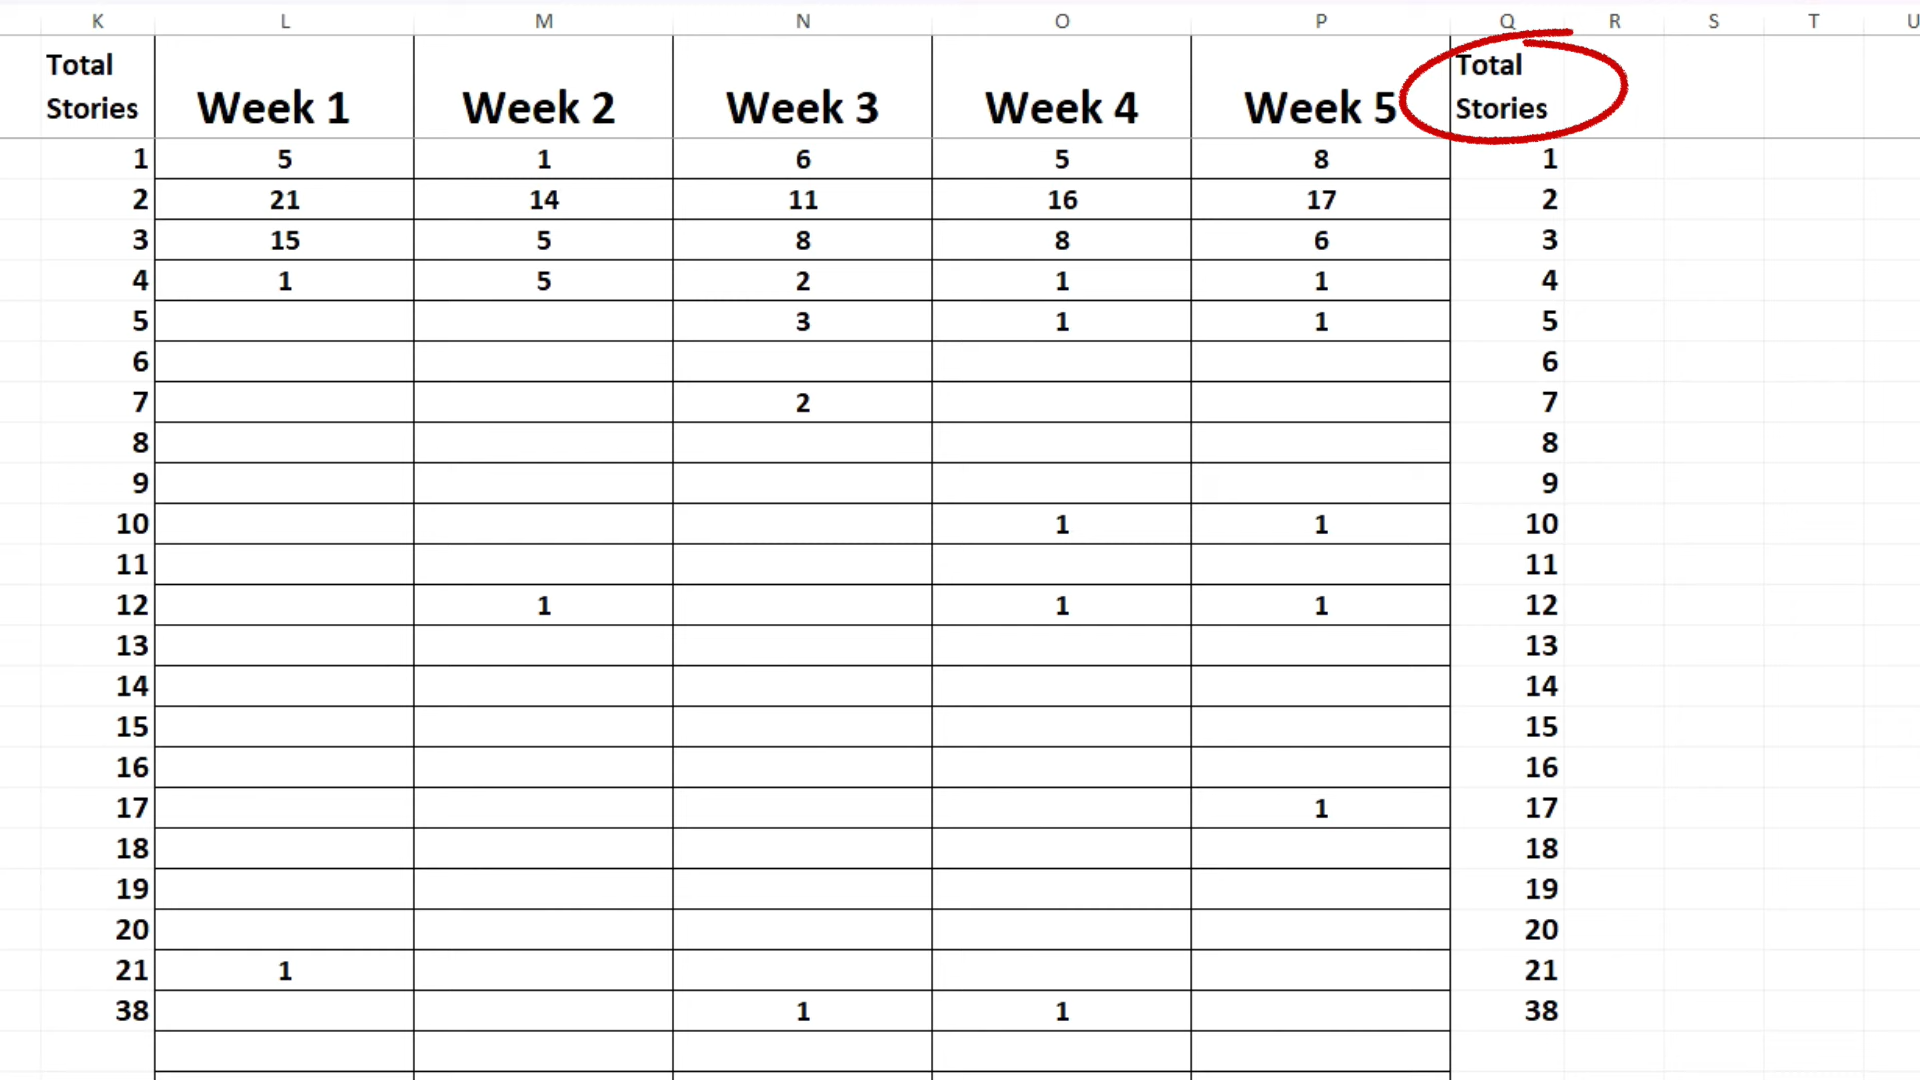 K L M N O P Q R S T U
Total Stories Week 1 Week 2 Week 3 Week 4 Week 5 Total Stories
1 5 1 6 5 8 1
2 21 14 11 16 17 2
3 15 5 8 8 6 3
4 1 5 2 1 1 4
5 3 1 1 5
6 6
7 2 7
8 8
9 9
10 1 1 10
11 11
12 1 1 1 12
13 13
14 14
15 15
16 16
17 1 17
18 18
19 19
20 20
21 1 21
38 1 1 38